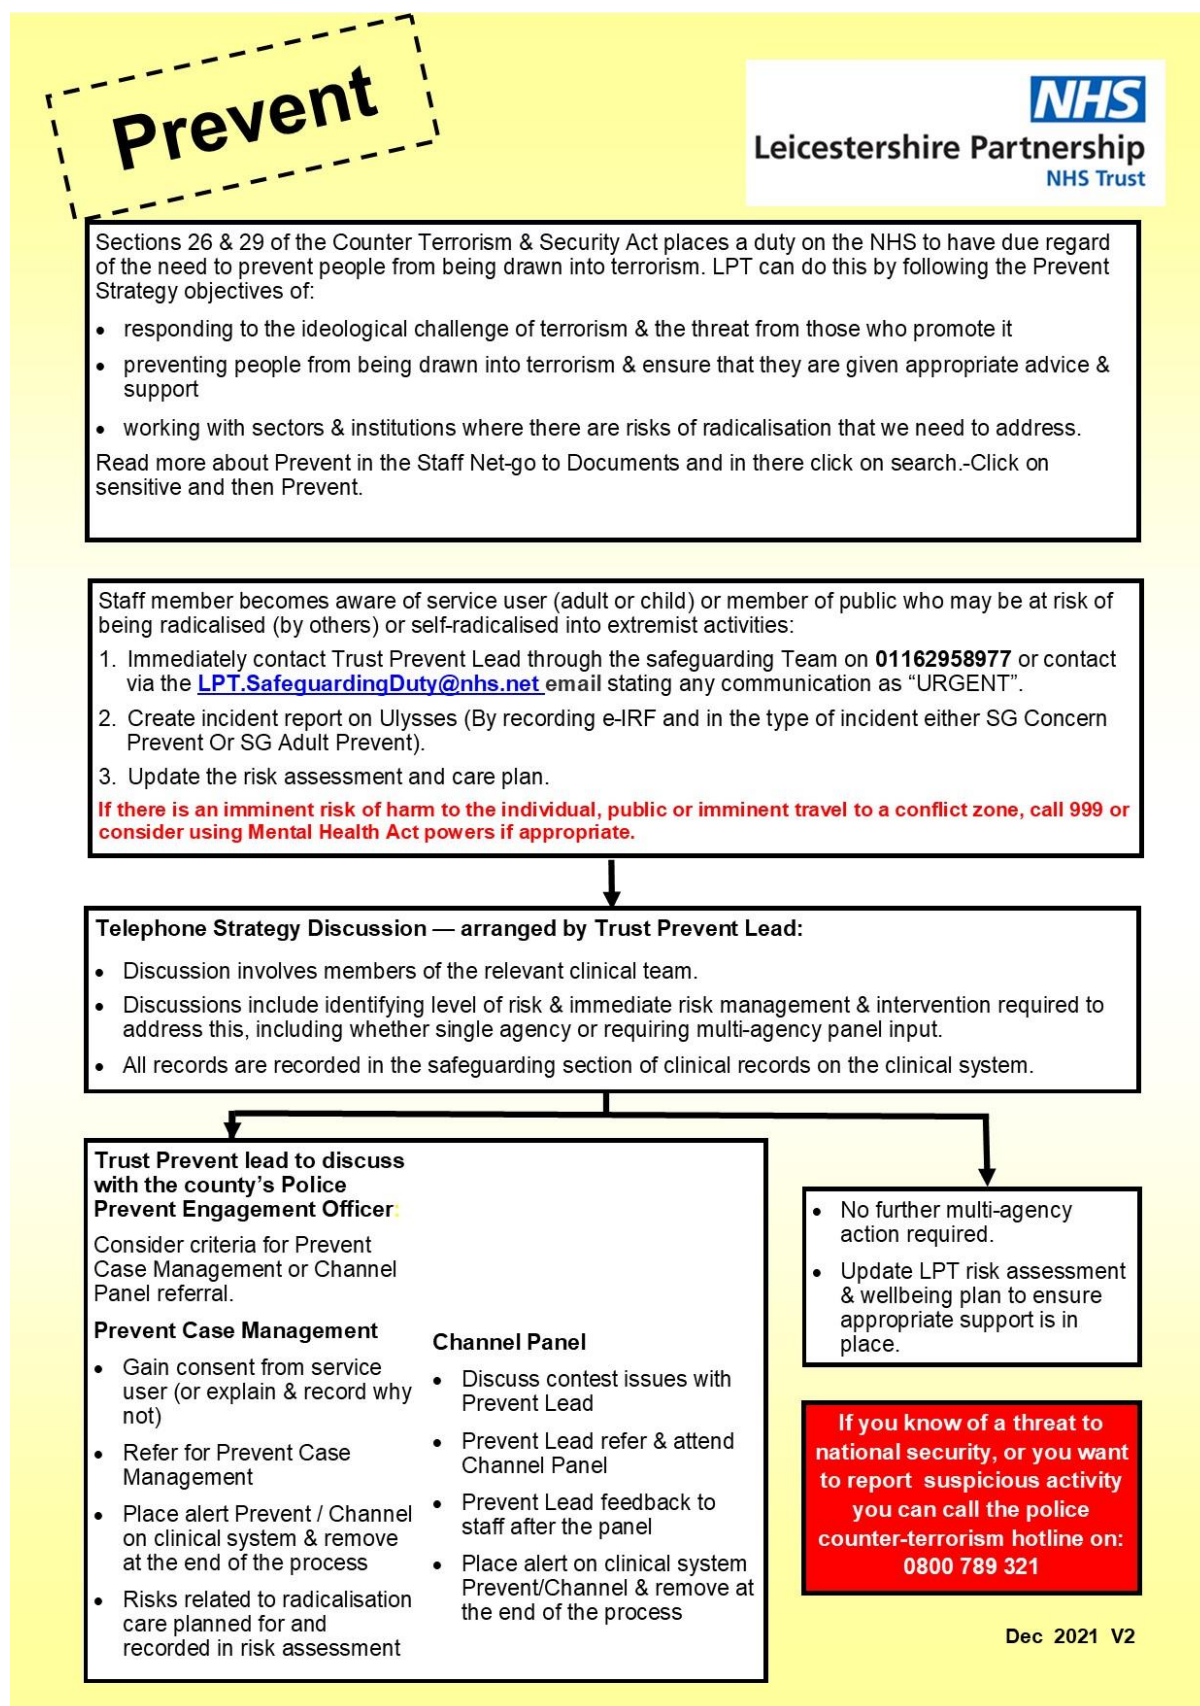 Prevent
NHS
Leicestershire Partnership
NHS Trust
Sections 26 & 29 of the Counter Terrorism & Security Act places a duty on the NHS to have due regard
of the need to prevent people from being drawn into terrorism. LPT can do this by following the Prevent
Strategy objectives of:
• responding to the ideological challenge of terrorism & the threat from those who promote it
• preventing people from being drawn into terrorism & ensure that they are given appropriate advice &
support
• working with sectors & institutions where there are risks of radicalisation that we need to address.
Read more about Prevent in the Staff Net-go to Documents and in there click on search.-Click on
sensitive and then Prevent.
Staff member becomes aware of service user (adult or child) or member of public who may be at risk of
being radicalised (by others) or self-radicalised into extremist activities:
1. Immediately contact Trust Prevent Lead through the safeguarding Team on 01162958977 or contact
via the LPT.SafeguardingDuty@nhs.net email stating any communication as “URGENT”.
2. Create incident report on Ulysses (By recording e-IRF and in the type of incident either SG Concern
Prevent Or SG Adult Prevent).
3. Update the risk assessment and care plan.
If there is an imminent risk of harm to the individual, public or imminent travel to a conflict zone, call 999 or
consider using Mental Health Act powers if appropriate.
Telephone Strategy Discussion — arranged by Trust Prevent Lead:
• Discussion involves members of the relevant clinical team.
• Discussions include identifying level of risk & immediate risk management & intervention required to
address this, including whether single agency or requiring multi-agency panel input.
• All records are recorded in the safeguarding section of clinical records on the clinical system.
Trust Prevent lead to discuss
with the county’s Police
Prevent Engagement Officer:
Consider criteria for Prevent
Case Management or Channel
Panel referral.
Prevent Case Management
• Gain consent from service
user (or explain & record why
not)
• Refer for Prevent Case
Management
• Place alert Prevent / Channel
on clinical system & remove
at the end of the process
• Risks related to radicalisation
care planned for and
recorded in risk assessment
Channel Panel
• Discuss contest issues with
Prevent Lead
• Prevent Lead refer & attend
Channel Panel
• Prevent Lead feedback to
staff after the panel
• Place alert on clinical system
Prevent/Channel & remove at
the end of the process
• No further multi-agency
action required.
• Update LPT risk assessment
& wellbeing plan to ensure
appropriate support is in
place.
If you know of a threat to
national security, or you want
to report suspicious activity
you can call the police
counter-terrorism hotline on:
0800 789 321
Dec 2021 V2